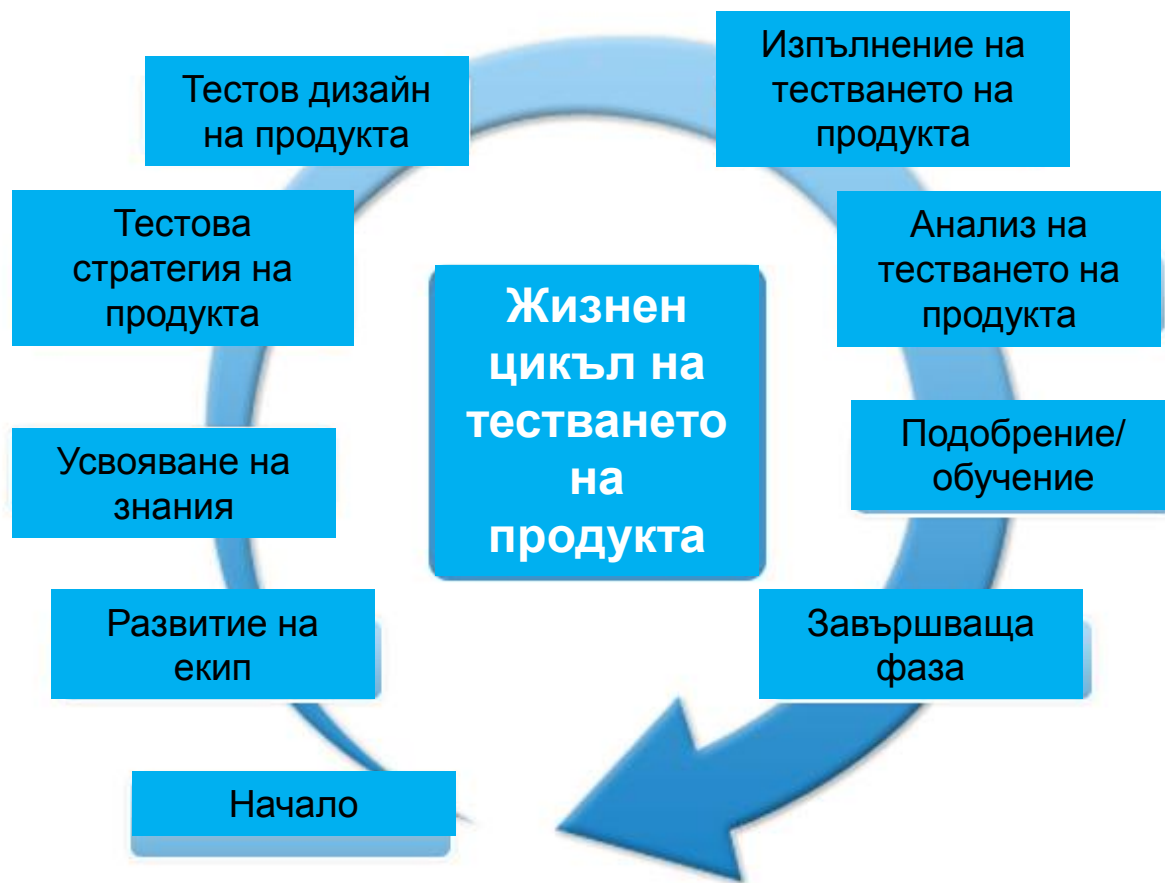 Тестов дизайн
на продукта
Изпълнение на
тестването на
продукта
Тестова
стратегия на
продукта
Анализ на
тестването на
продукта
Жизнен
цикъл на
тестването
на
продукта
Усвояване на
знания
Подобрение/
обучение
Развитие на
екип
Завършваща
фаза
Начало